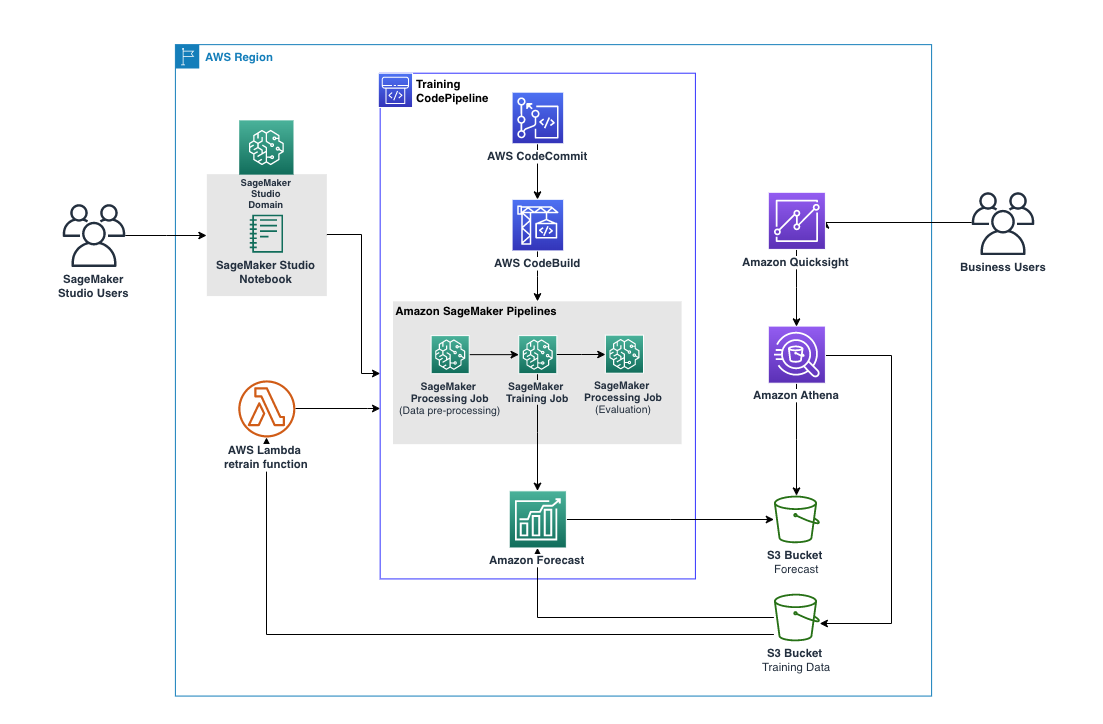 AWS Region
Training
CodePipeline
AWS CodeCommit
SageMaker
Studio
Domain
AWS CodeBuild
SageMaker Studio
Notebook
SageMaker
Studio Users
Amazon Quicksight
Business Users
Amazon SageMaker Pipelines
SageMaker
Processing Job
(Data pre-processing)
SageMaker
Training Job
SageMaker
Processing Job
(Evaluation)
Amazon Athena
AWS Lambda
retrain function
Amazon Forecast
S3 Bucket
Forecast
S3 Bucket
Training Data